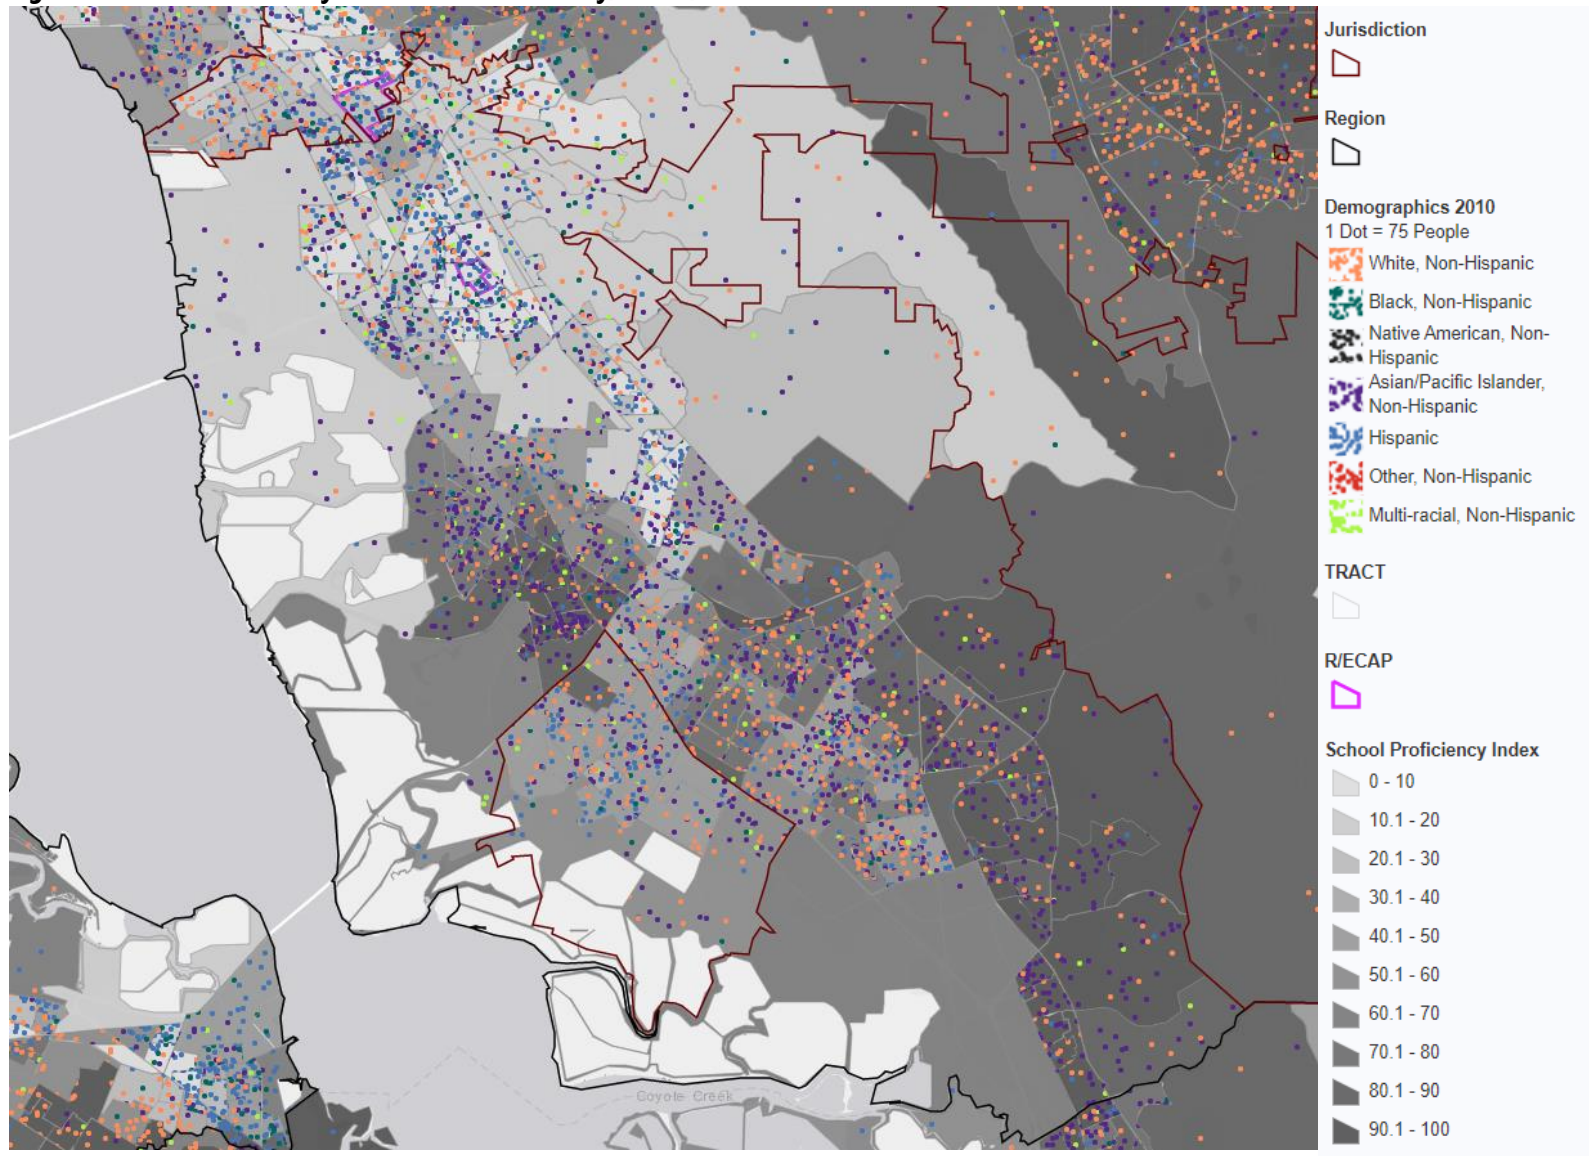 Jurisdiction
Region
Demographics 2010
1 Dot = 75 People
White, Non-Hispanic
Black, Non-Hispanic
Native American, Non-
Hispanic
Asian/Pacific Islander,
Non-Hispanic
Hispanic
Other, Non-Hispanic
Multi-racial, Non-Hispanic
TRACT
R/ECAP
School Proficiency Index
0 - 10
10.1 - 20
20.1 - 30
30.1 - 40
40.1 - 50
50.1 - 60
60.1 - 70
70.1 - 80
80.1 - 90
90.1 - 100
Coyote Creek